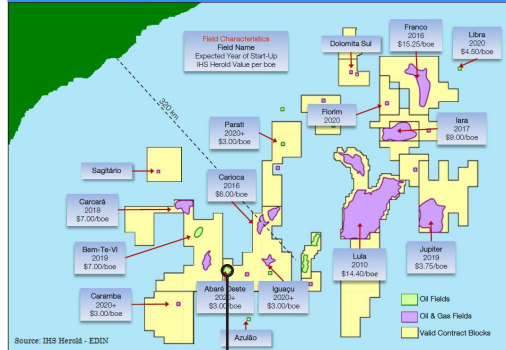 Field Characteristics
Field Name
Expected Year of Start-Up
IHS Herold Value per boe
Dolomita Sul
Franco
2016
$15.25/boe
Libra
2020
$4.50/boe
320 km
Florim
2020
Parati
2020+
$3.00/boe
Iara
2017
$9.00/boe
Sagitário
Carioca
2016
$6.00/boe
Carcará
2018
$7.00/boe
Bem-Te-Vi
2019
$7.00/boe
Lula
2010
$14.40/boe
Jupiter
2019
$3.75/boe
Caramba
2020+
$3.00/boe
Abaré Oeste
2020+
$3.00/boe
Iguaçu
2020+
$3.00/boe
Azulão
Oil Fields
Oil & Gas Fields
Valid Contract Blocks
Source: IHS Herold - EDIN